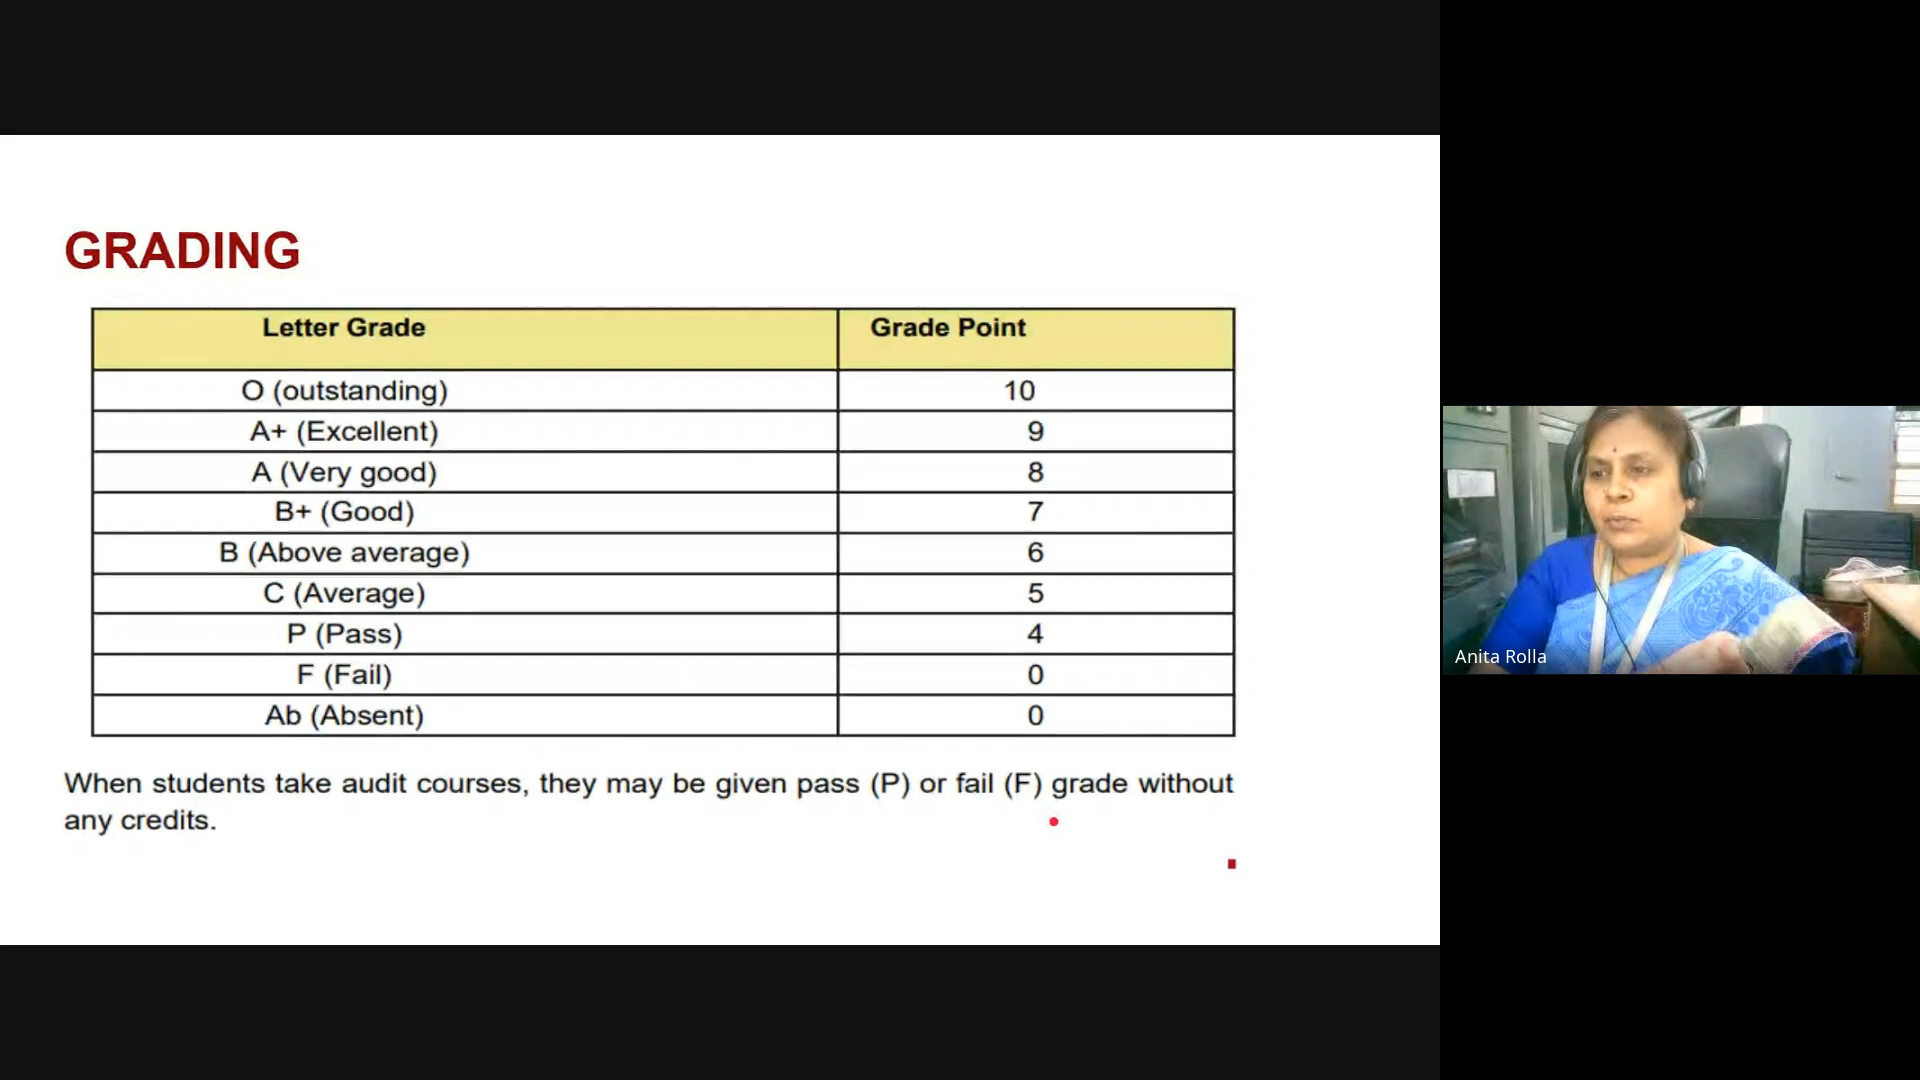 GRADING
Letter Grade Grade Point
O (outstanding) 10
A+ (Excellent) 9
A (Very good) 8
B+ (Good) 7
B (Above average) 6
C (Average) 5
P (Pass) 4
F (Fail) 0
Ab (Absent) 0
When students take audit courses, they may be given pass (P) or fail (F) grade without
any credits.
Anita Rolla